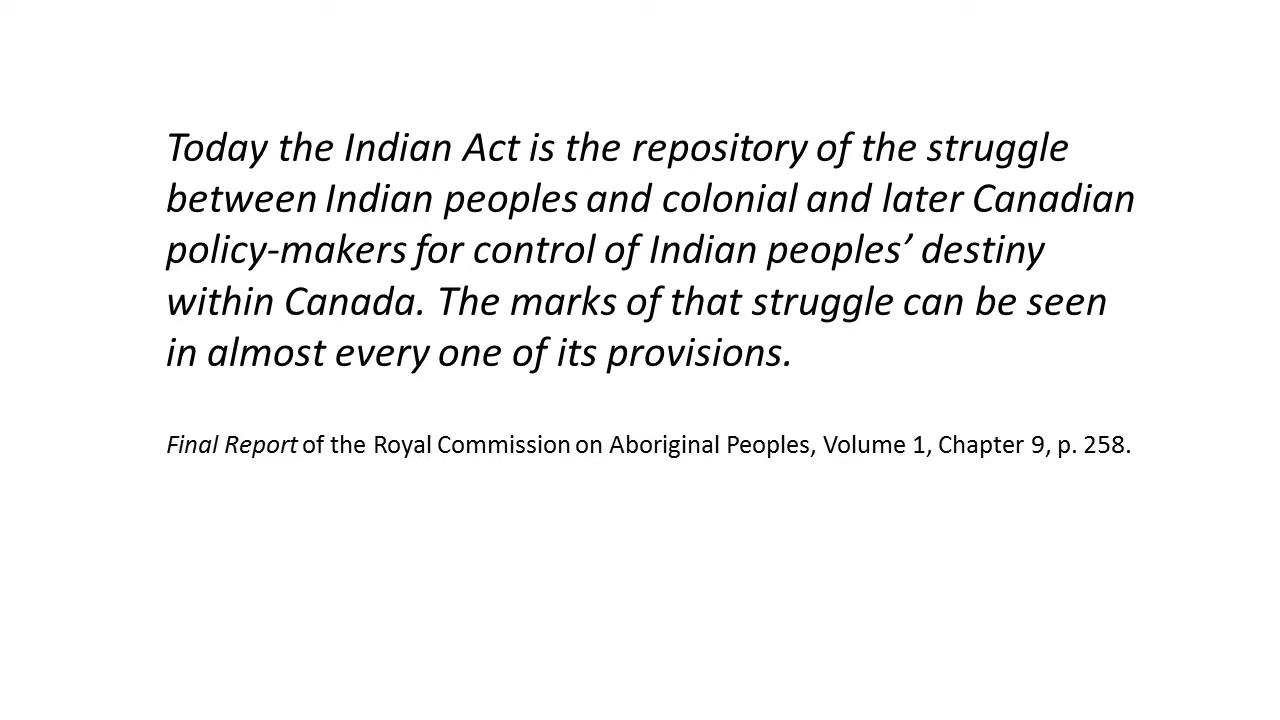 Today the Indian Act is the repository of the struggle
between Indian peoples and colonial and later Canadian
policy-makers for control of Indian peoples’ destiny
within Canada. The marks of that struggle can be seen
in almost every one of its provisions.
Final Report of the Royal Commission on Aboriginal Peoples, Volume 1, Chapter 9, p. 258.